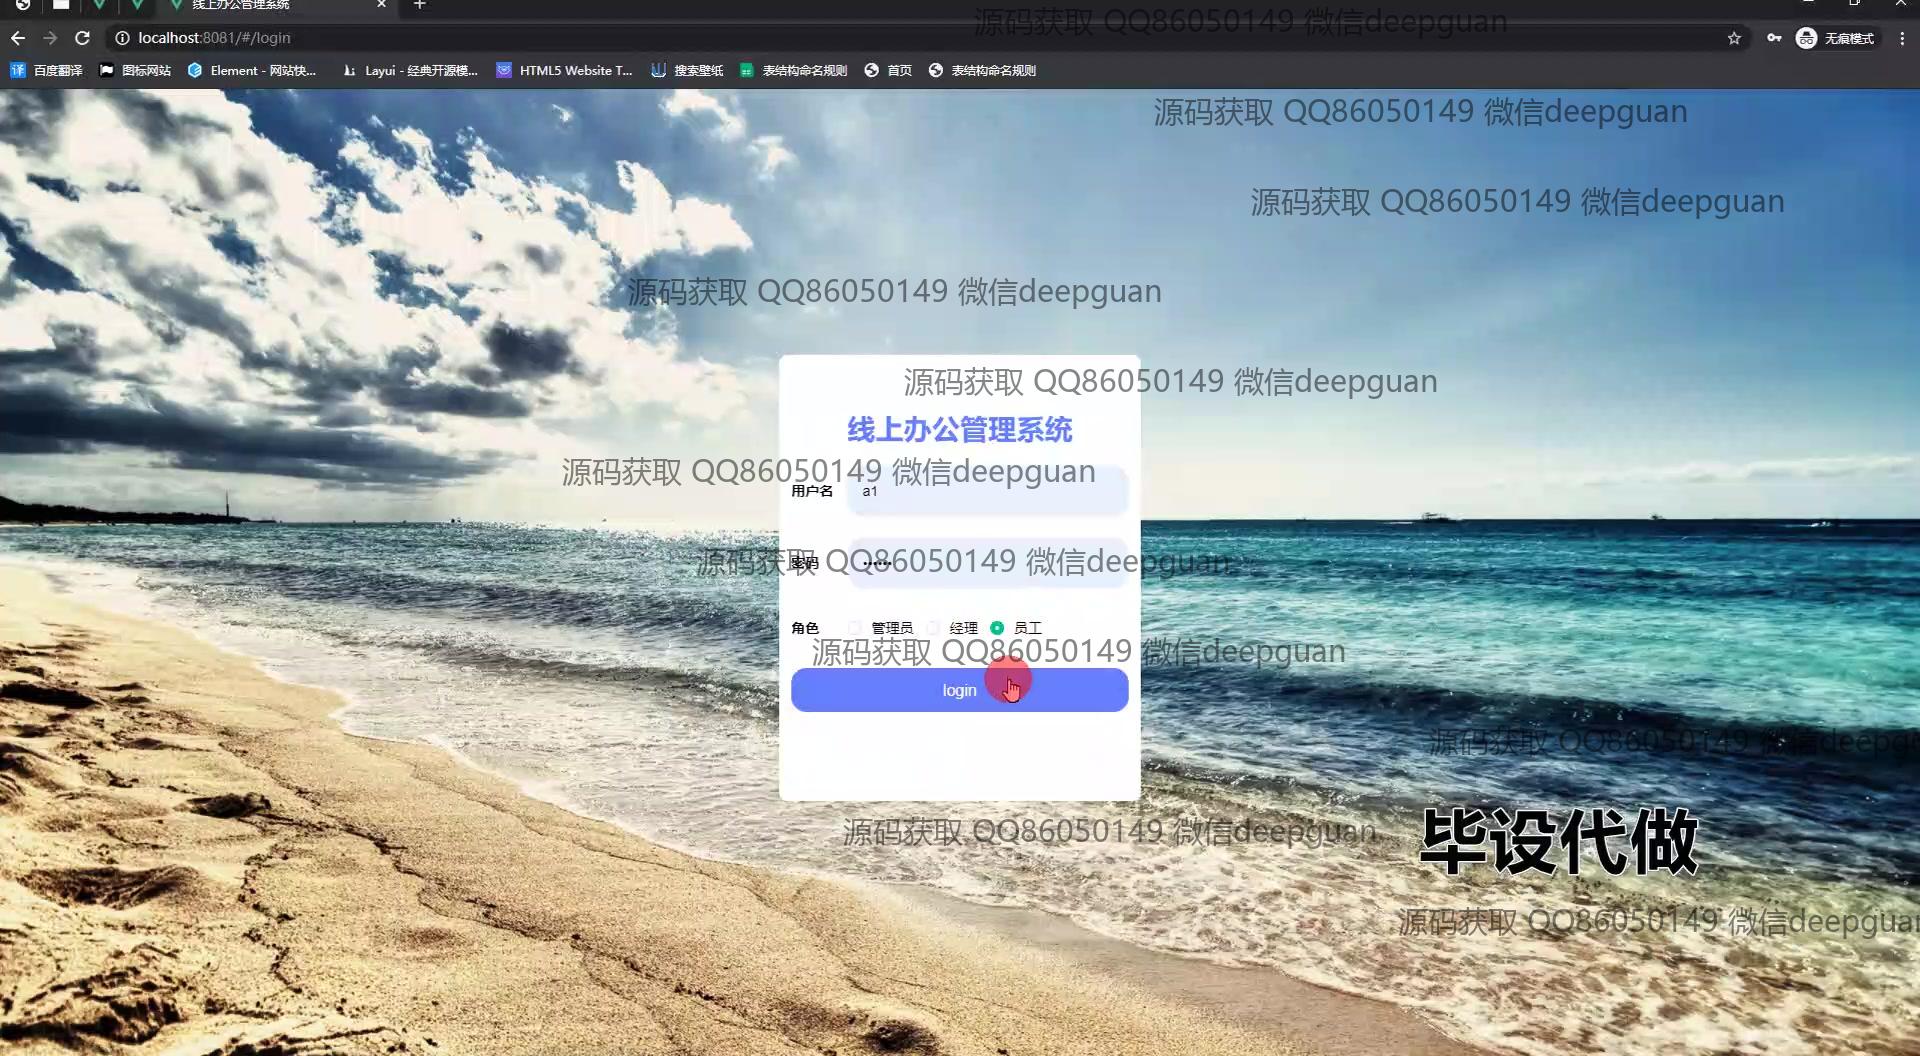 线上办公管理系统
源码获取 QQ86050149 微信deepguan
localhost:8081/#/login
无痕模式
百度翻译 图标网站 Element - 网站快... Layui - 经典开源模... HTML5 Website T... 搜索壁纸 表结构命名规则 首页 表结构命名规则
源码获取 QQ86050149 微信deepguan
源码获取 QQ86050149 微信deepguan
源码获取 QQ86050149 微信deepguan
源码获取 QQ86050149 微信deepguan
线上办公管理系统
源码获取 QQ86050149 微信deepguan
用户名 a1
源码获取 QQ86050149 微信deepguan
密码 ••••••
角色 管理员 经理 员工
源码获取 QQ86050149 微信deepguan
login
源码获取 QQ86050149 微信deepg
源码获取 QQ86050149 微信deepguan
毕设代做
源码获取 QQ86050149 微信deepguan